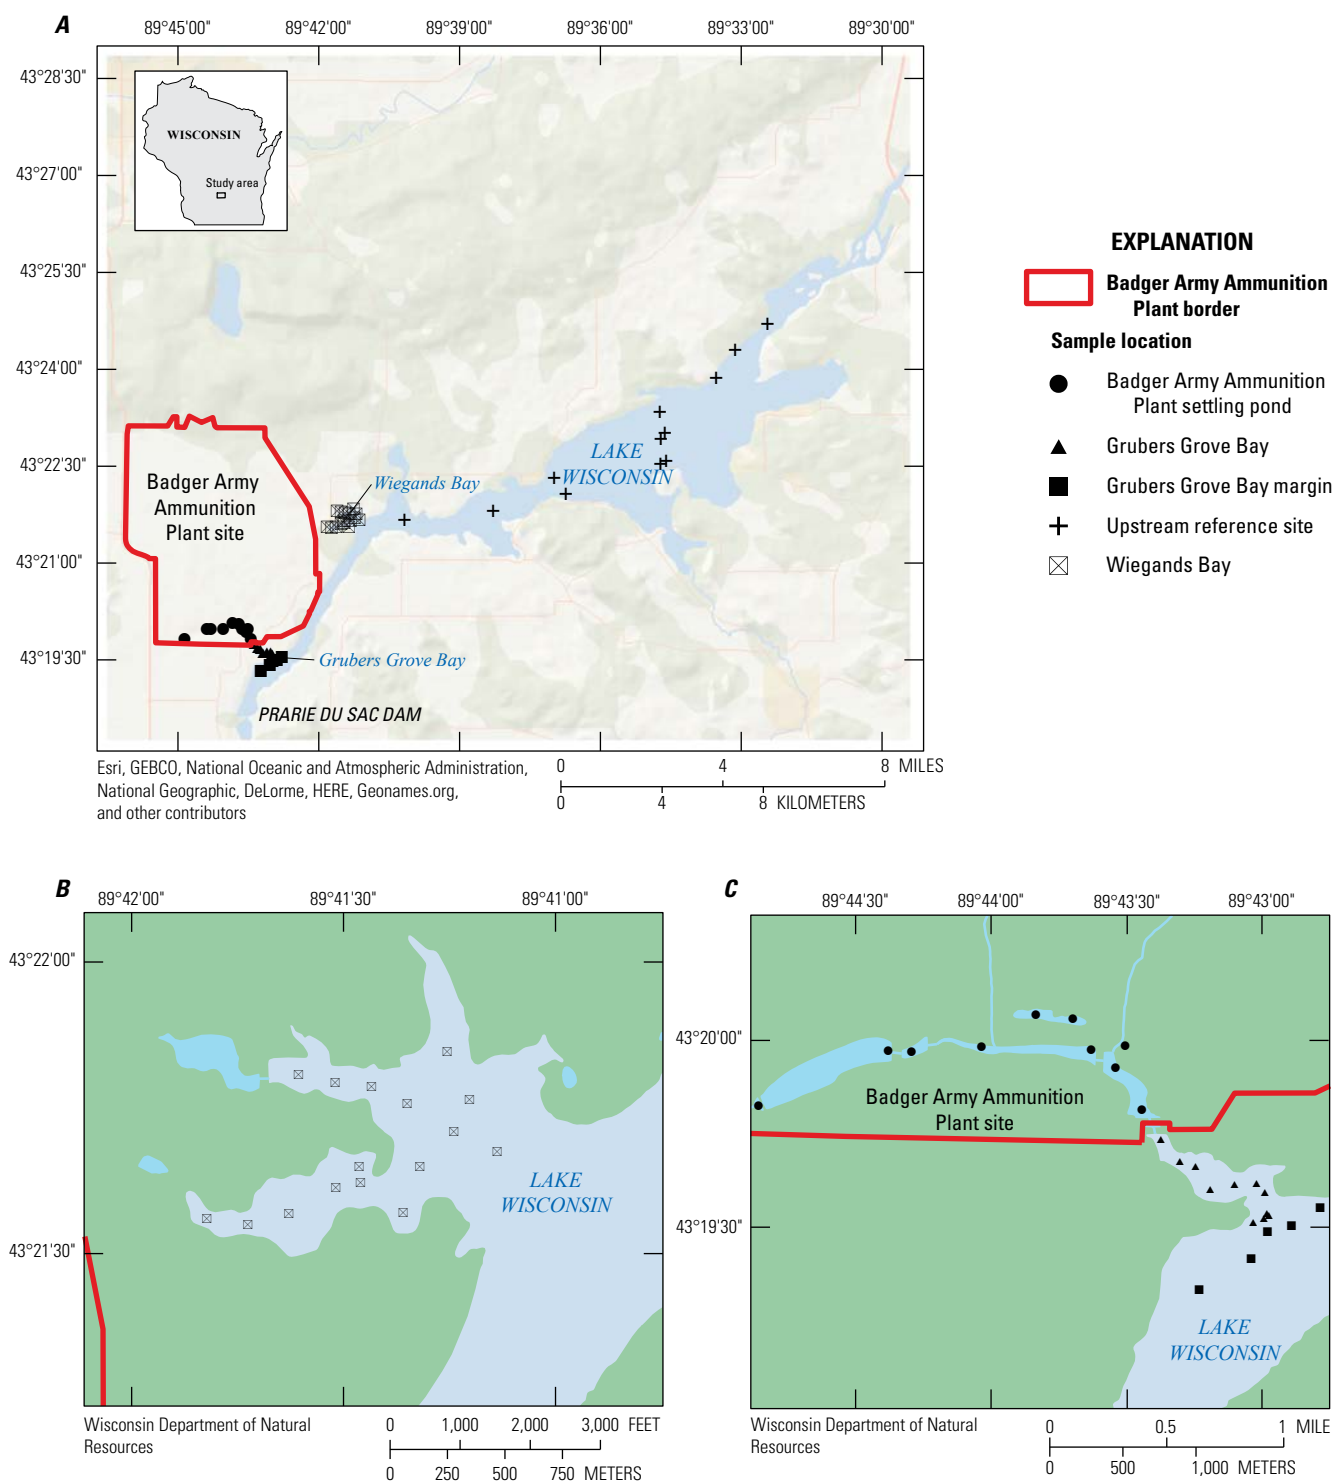 A
89°45'00" 89°42'00" 89°39'00" 89°36'00" 89°33'00" 89°30'00"
43°28'30"
43°27'00"
43°25'30"
43°24'00"
43°22'30"
43°21'00"
43°19'30"
WISCONSIN
Study area
LAKE
WISCONSIN
Wiegands Bay
Badger Army
Ammunition
Plant site
Grubers Grove Bay
PRARIE DU SAC DAM
Esri, GEBCO, National Oceanic and Atmospheric Administration,
National Geographic, DeLorme, HERE, Geonames.org,
and other contributors
0 4 8 MILES
0 4 8 KILOMETERS
EXPLANATION
Badger Army Ammunition
Plant border
Sample location
Badger Army Ammunition
Plant settling pond
Grubers Grove Bay
Grubers Grove Bay margin
Upstream reference site
Wiegands Bay
B
89°42'00" 89°41'30" 89°41'00"
43°22'00"
43°21'30"
LAKE
WISCONSIN
Wisconsin Department of Natural
Resources
0 1,000 2,000 3,000 FEET
0 250 500 750 METERS
C
89°44'30" 89°44'00" 89°43'30" 89°43'00"
43°20'00"
43°19'30"
Badger Army Ammunition
Plant site
LAKE
WISCONSIN
Wisconsin Department of Natural
Resources
0 0.5 1 MILE
0 500 1,000 METERS